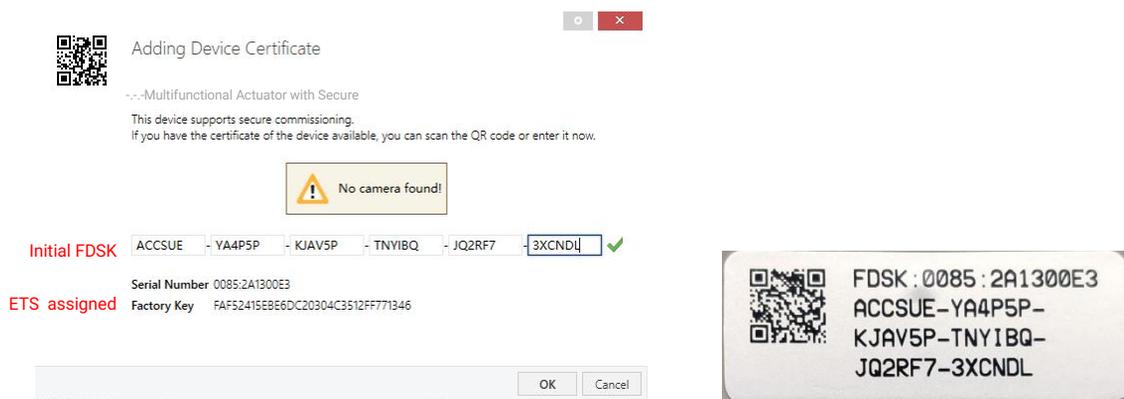 Adding Device Certificate
-.-.-Multifunctional Actuator with Secure
This device supports secure commissioning.
If you have the certificate of the device available, you can scan the QR code or enter it now.
No camera found!
Initial FDSK ACCSUE - YA4P5P - KJAV5P - TNYIBQ - JQ2RF7 - 3XCNDL
Serial Number 0085:2A1300E3
ETS assigned Factory Key FAF52415EBE6DC20304C3512FF771346
OK Cancel
FDSK:0085:2A1300E3
ACCSUE-YA4P5P-
KJAV5P-TNYIBQ-
JQ2RF7-3XCNDL